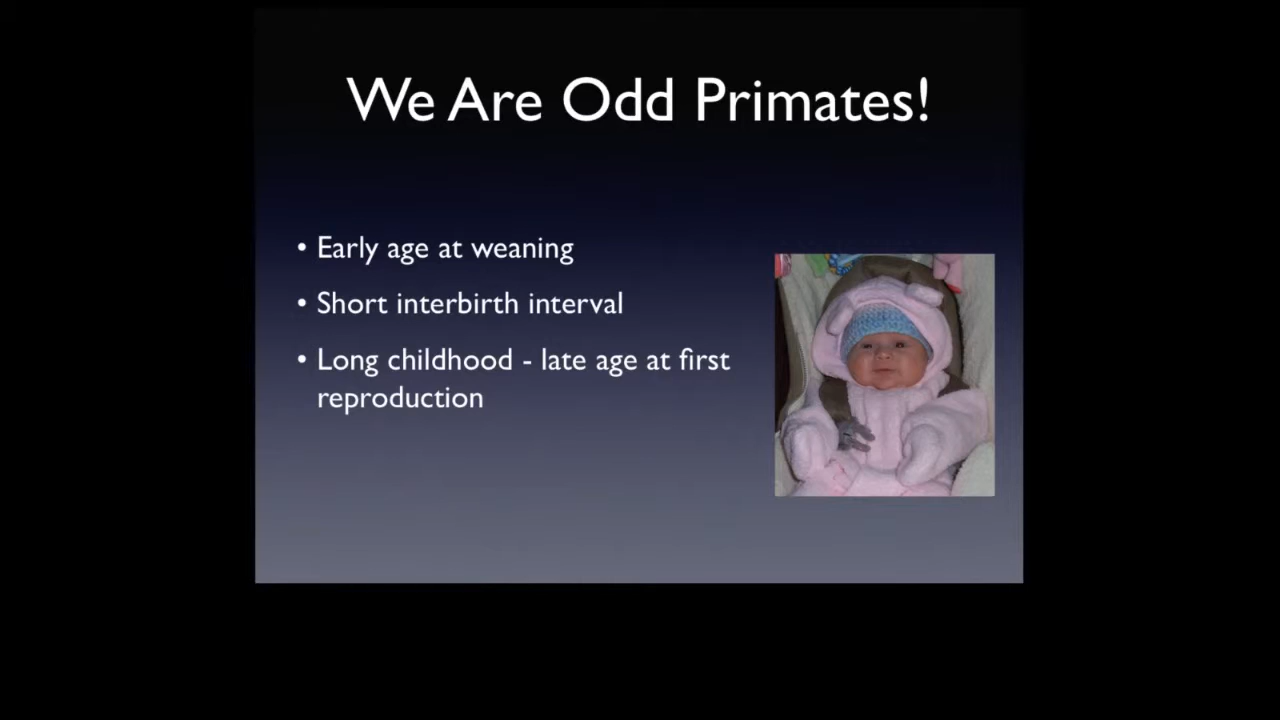 We Are Odd Primates!
• Early age at weaning
• Short interbirth interval
• Long childhood - late age at first
reproduction